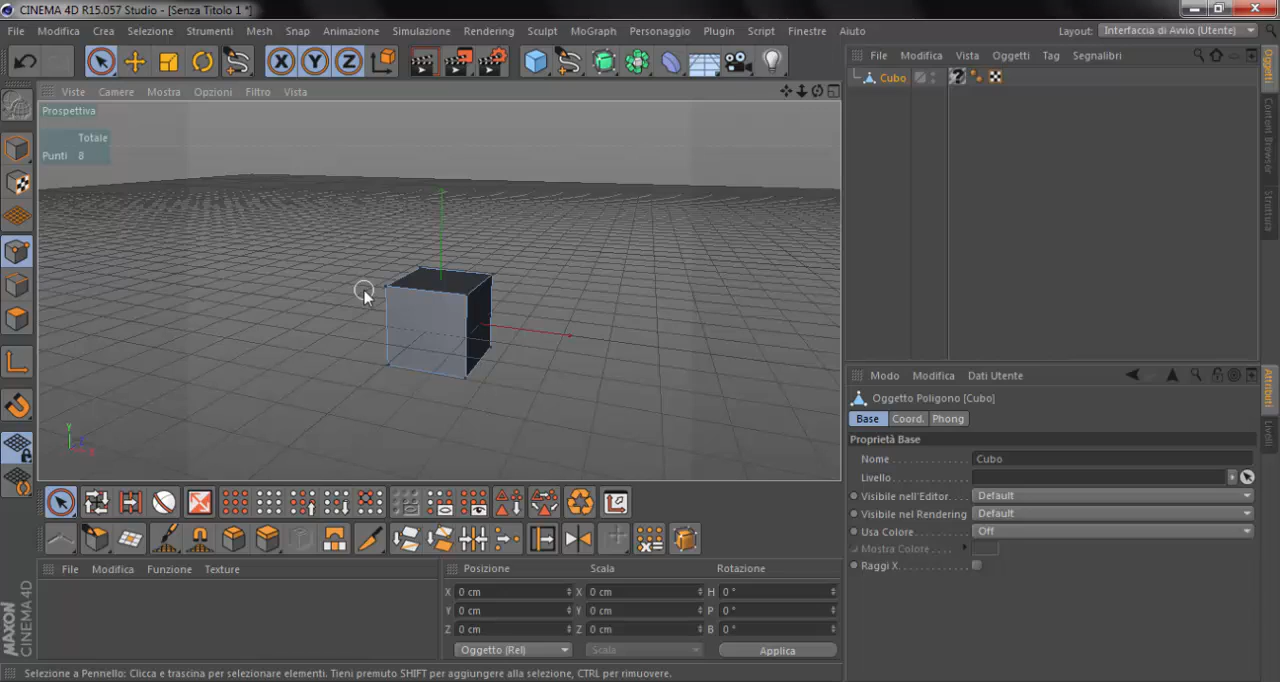 CINEMA 4D R15.057 Studio - [Senza Titolo 1 *]
File Modifica Crea Selezione Strumenti Mesh Snap Animazione Simulazione Rendering Sculpt MoGraph Personaggio Plugin Script Finestre Aiuto Layout: Interfaccia di Avvio (Utente)
X Y Z
File Modifica Vista Oggetti Tag Segnalibri
Cubo
Viste Camere Mostra Opzioni Filtro Vista
Prospettiva
Totale
Punti 8
Y
X
Oggetti
Content Browser
Struttura
Modo Modifica Dati Utente
Oggetto Poligono [Cubo]
Base Coord. Phong
Proprietà Base
Nome Cubo
Livello
Visibile nell'Editor Default
Visibile nel Rendering Default
Usa Colore Off
Mostra Colore
Raggi X
Attributi
Livelli
File Modifica Funzione Texture
Posizione Scala Rotazione
X 0 cm X 0 cm H 0 °
Y 0 cm Y 0 cm P 0 °
Z 0 cm Z 0 cm B 0 °
Oggetto (Rel) Scala Applica
MAXON
CINEMA 4D
Selezione a Pennello: Clicca e trascina per selezionare elementi. Tieni premuto SHIFT per aggiungere alla selezione, CTRL per rimuovere.